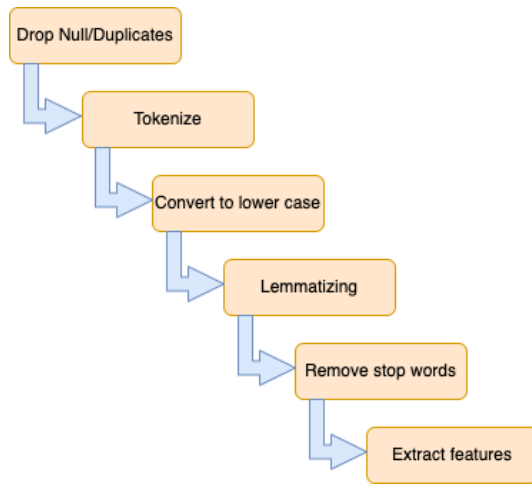 Drop Null/Duplicates
Tokenize
Convert to lower case
Lemmatizing
Remove stop words
Extract features